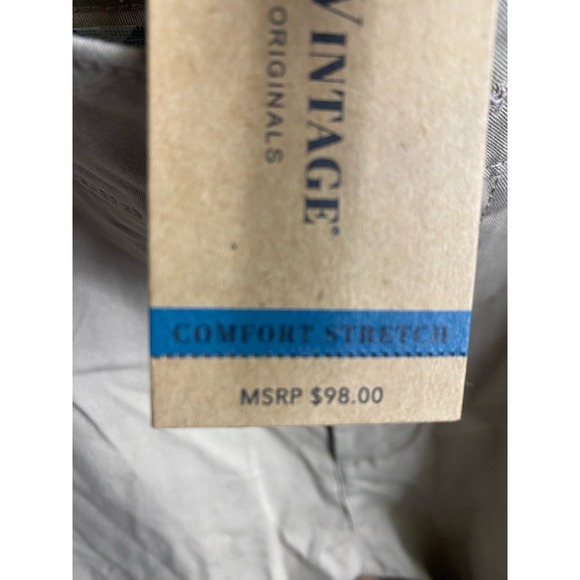 VINTAGE®
ORIGINALS
COMFORT STRETCH
MSRP $98.00